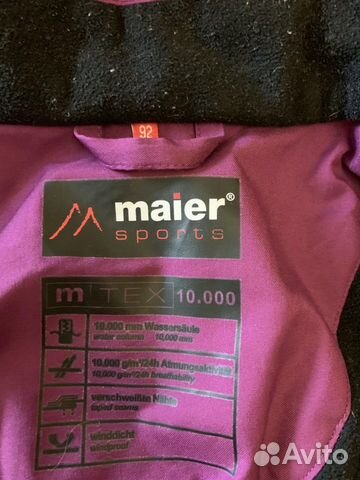 92
maier®
sports
m'TEX 10.000
10.000 mm Wassersäule
water column 10,000 mm
10.000 g/m²/24h Atmungsaktivität
10,000 g/m²/24h breathability
verschweißte Nähte
taped seams
winddicht
windproof
Avito